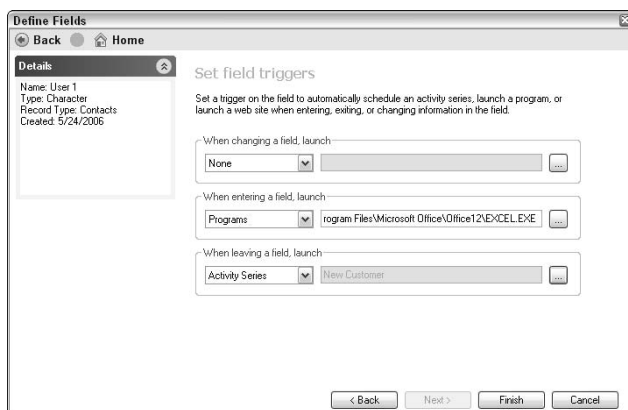 Define Fields
Back Home
Details
Name: User 1
Type: Character
Record Type: Contacts
Created: 5/24/2006
Set field triggers
Set a trigger on the field to automatically schedule an activity series, launch a program, or
launch a web site when entering, exiting, or changing information in the field.
When changing a field, launch
None ...
When entering a field, launch
Programs rogram Files\Microsoft Office\Office12\EXCEL.EXE ...
When leaving a field, launch
Activity Series New Customer ...
< Back Next > Finish Cancel